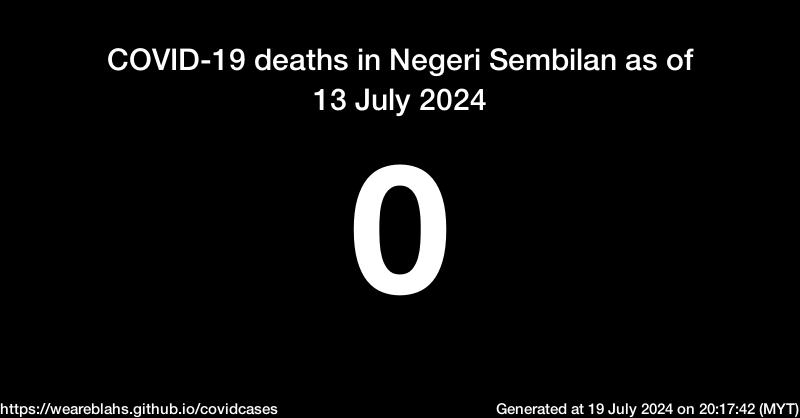 COVID-19 deaths in Negeri Sembilan as of
13 July 2024
0
https://weareblahs.github.io/covidcases
Generated at 19 July 2024 on 20:17:42 (MYT)